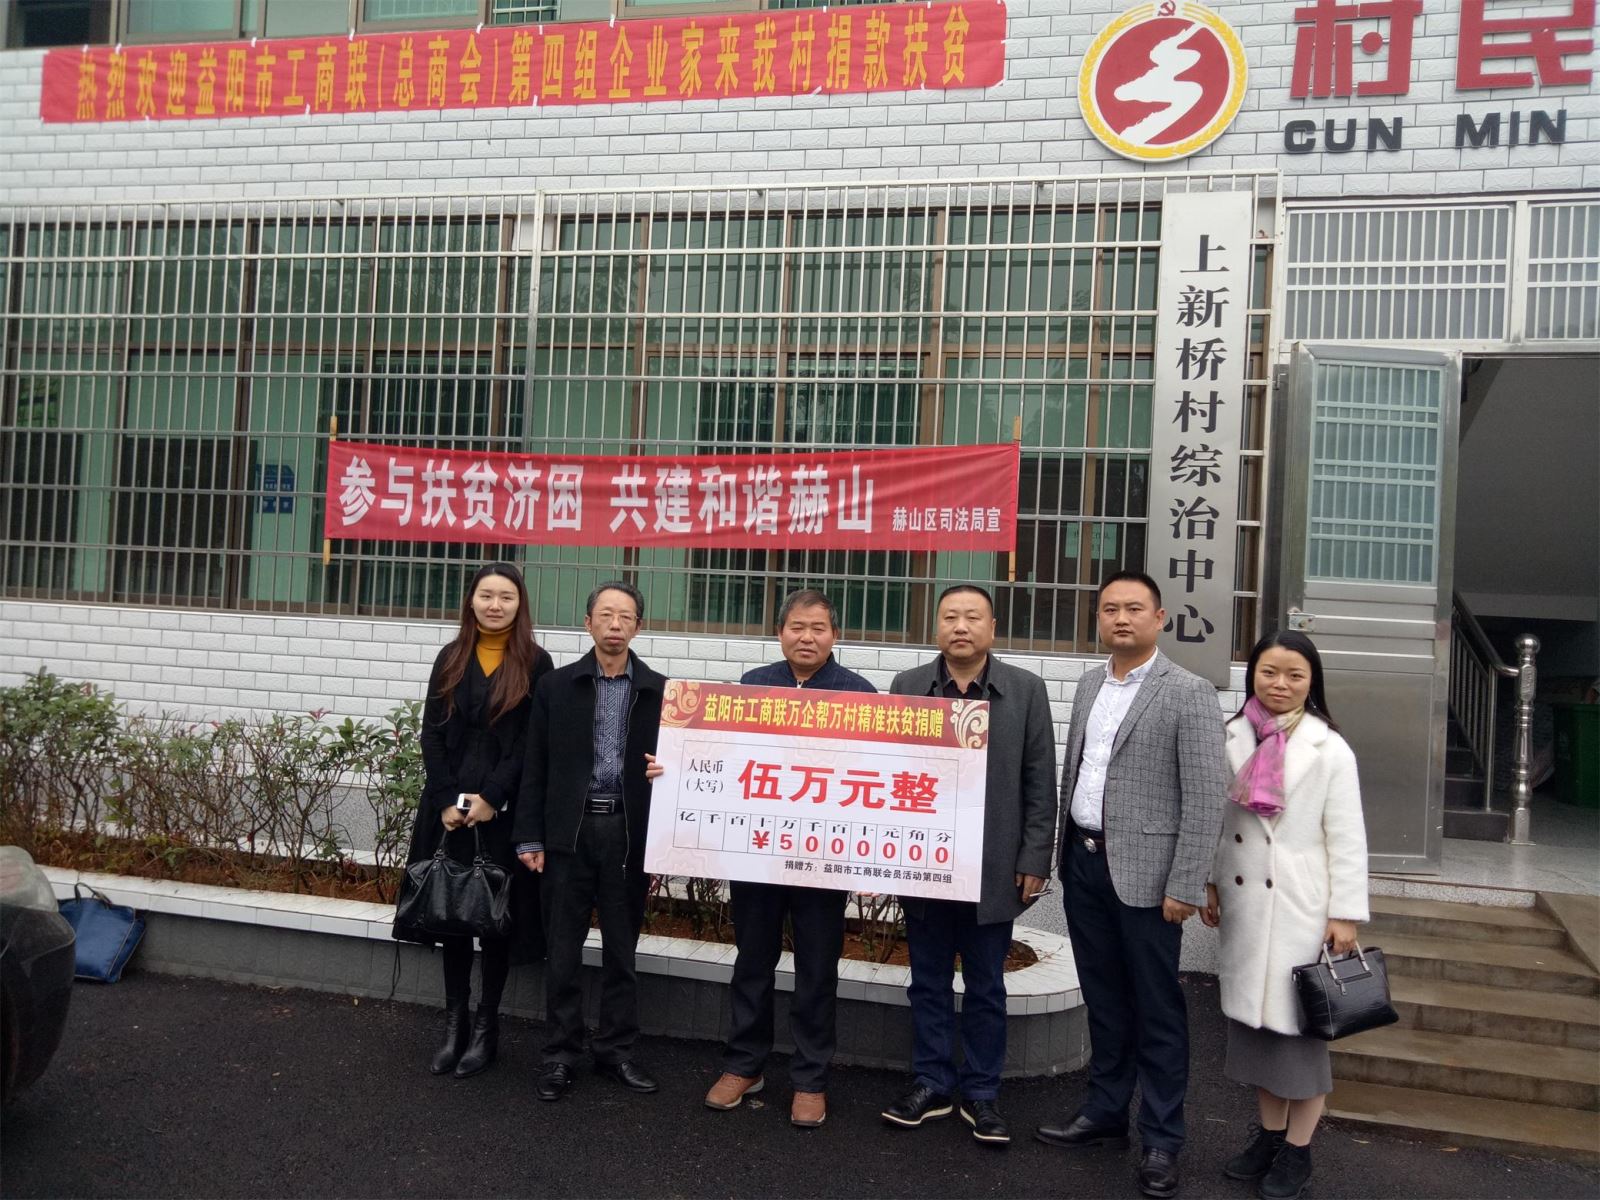 热烈欢迎益阳市工商联(总商会)第四组企业家来我村捐款扶贫
村民
CUN MIN
上新桥村综治中心
参与扶贫济困 共建和谐赫山 赫山区司法局宣
益阳市工商联万企帮万村精准扶贫捐赠
人民币
(大写)
伍万元整
亿千百十万千百十元角分
¥5000000
捐赠方：益阳市工商联会员活动第四组